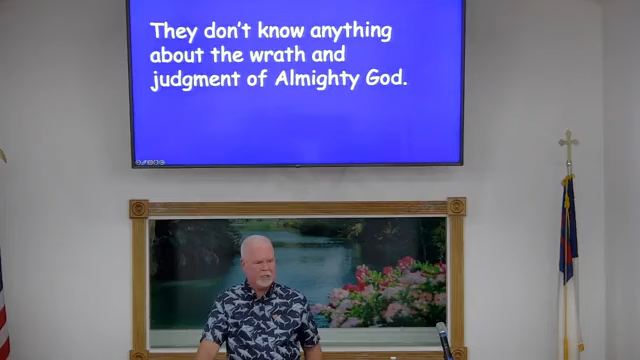 They don't know anything
about the wrath and
judgment of Almighty God.